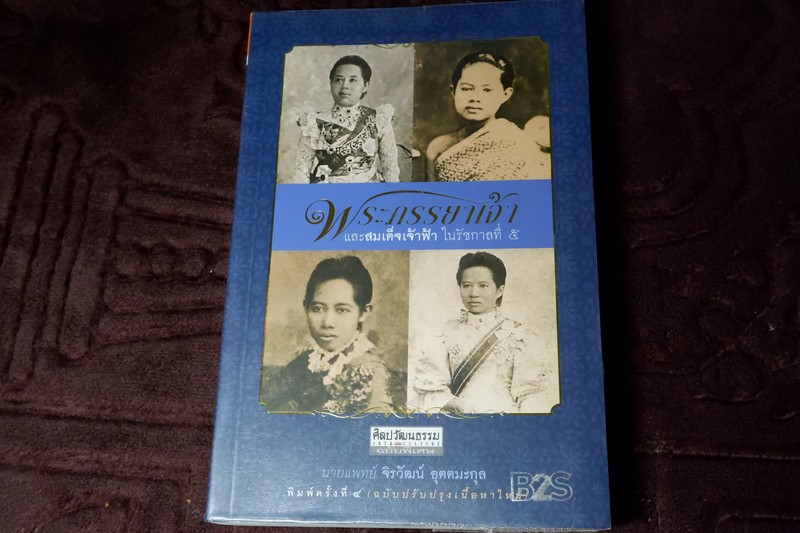 พระภรรยาเจ้า
และสมเด็จเจ้าฟ้า ในรัชกาลที่ ๕
ศิลปวัฒนธรรม
ฉบับพิเศษ
นายแพทย์ จิรวัฒน์ อุตตมะกุล
พิมพ์ครั้งที่ ๔ (ฉบับปรับปรุงเนื้อหาใหม่)
B2S